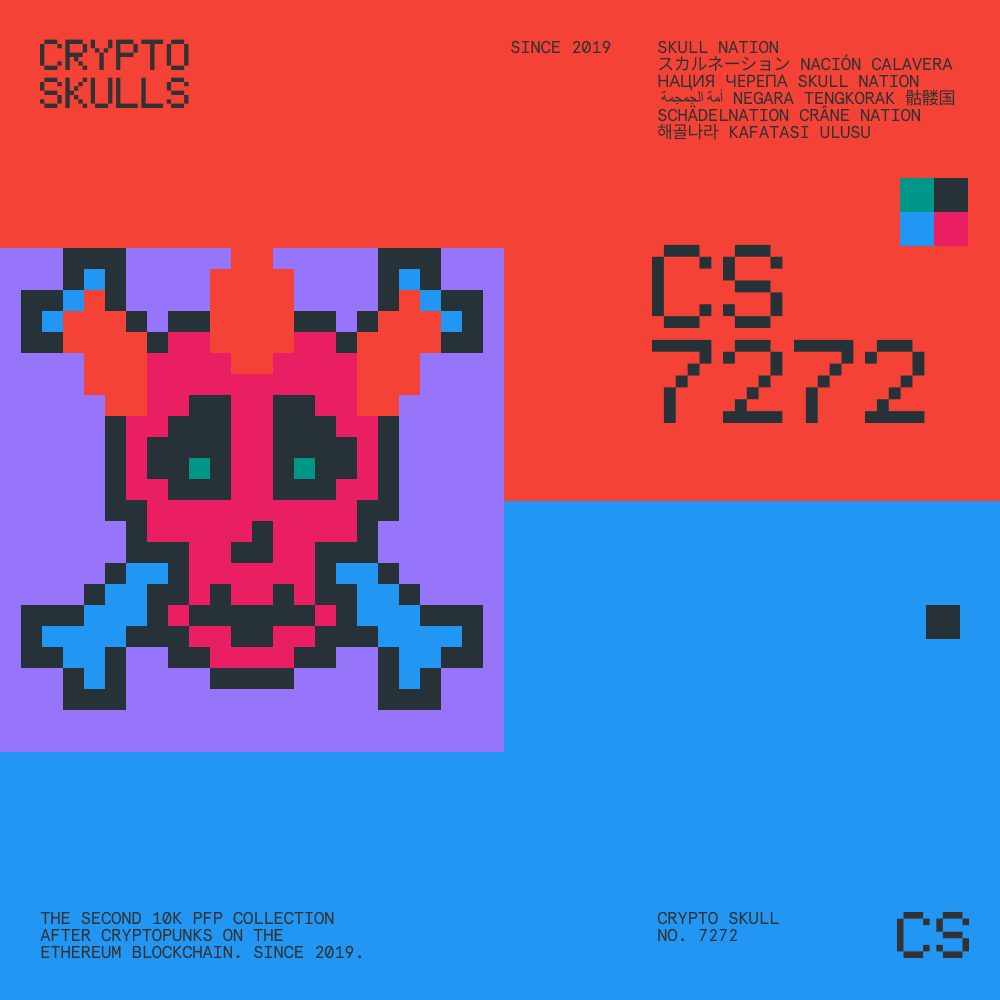 CRYPTO
SKULLS
SINCE 2019
SKULL NATION
スカルネーション NACIÓN CALAVERA
НАЦИЯ ЧЕРЕПА SKULL NATION
أمة الجمجمة NEGARA TENGKORAK 骷髅国
SCHÄDELNATION CRÂNE NATION
해골나라 KAFATASI ULUSU
CS
7272
THE SECOND 10K PFP COLLECTION
AFTER CRYPTOPUNKS ON THE
ETHEREUM BLOCKCHAIN. SINCE 2019.
CRYPTO SKULL
NO. 7272
CS